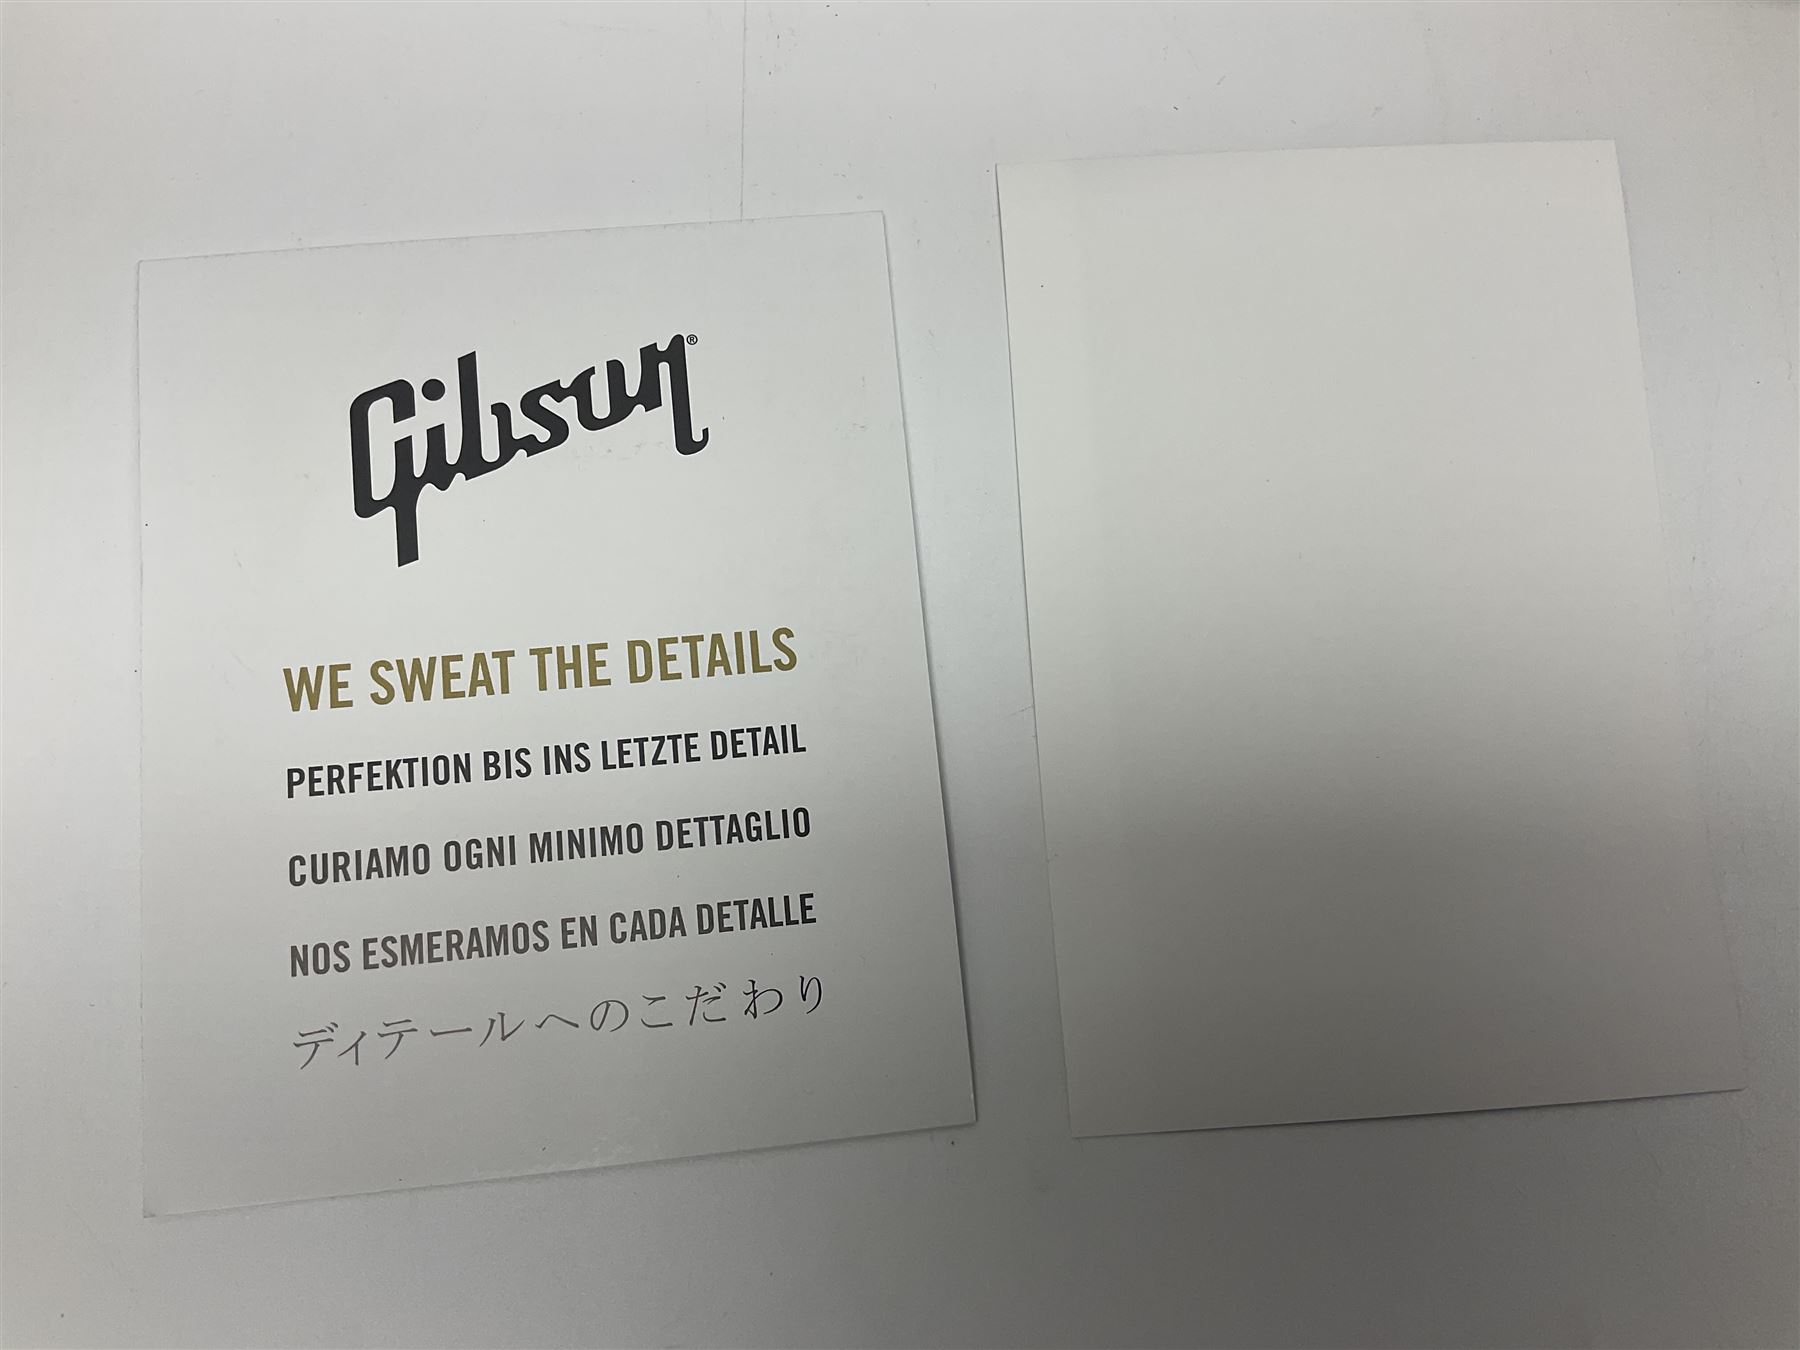 Gibson®
WE SWEAT THE DETAILS
PERFEKTION BIS INS LETZTE DETAIL
CURIAMO OGNI MINIMO DETTAGLIO
NOS ESMERAMOS EN CADA DETALLE
ディテールへのこだわり